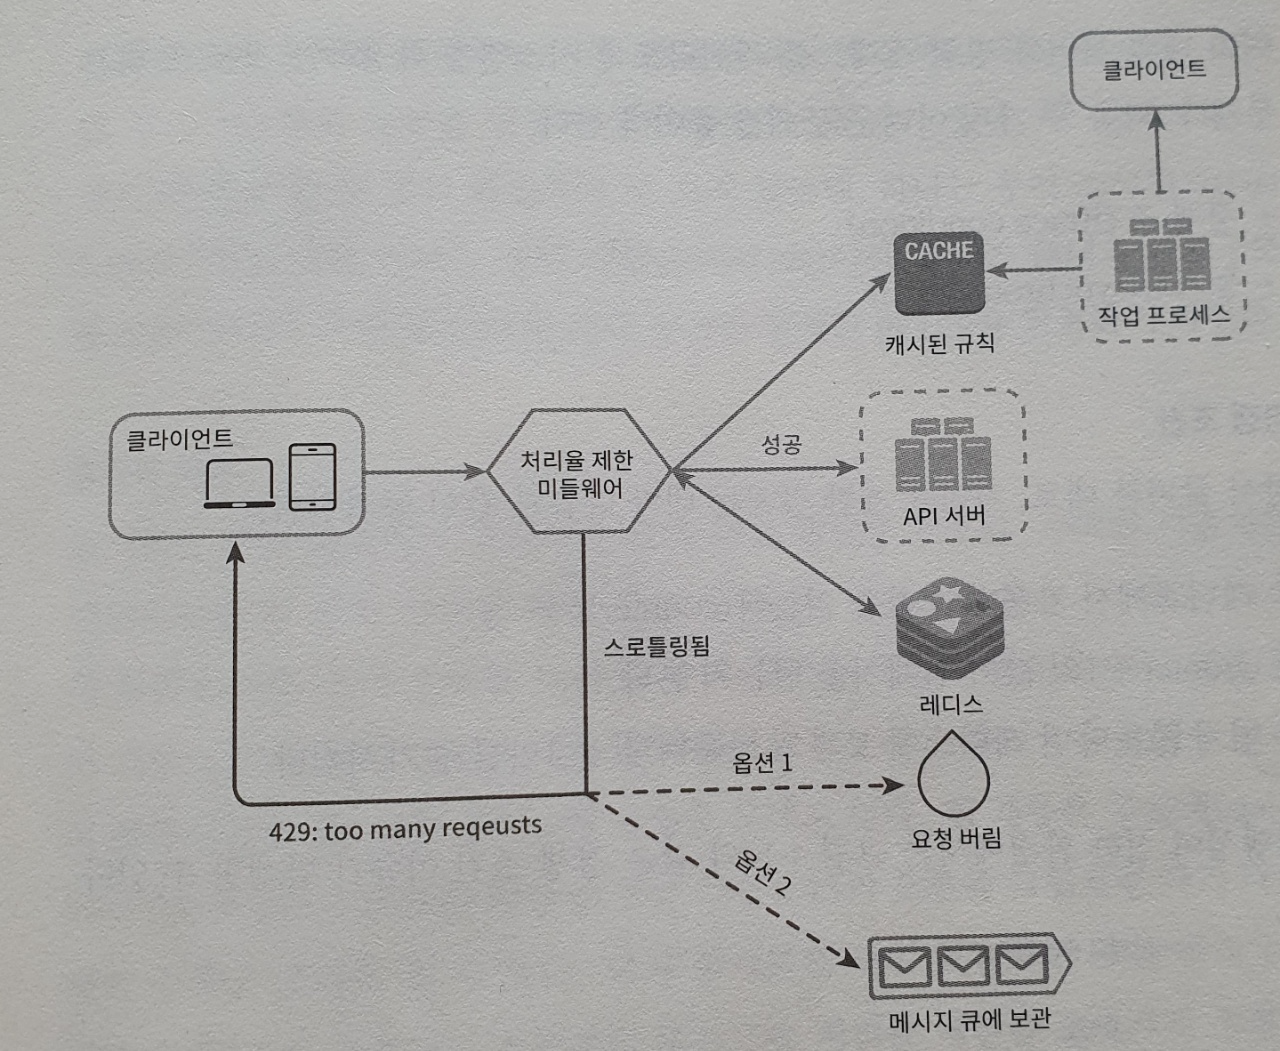 클라이언트
CACHE
작업 프로세스
캐시된 규칙
클라이언트
성공
처리율 제한
미들웨어
API 서버
스로틀링됨
레디스
옵션 1
429: too many reqeusts
요청 버림
옵션 2
메시지 큐에 보관